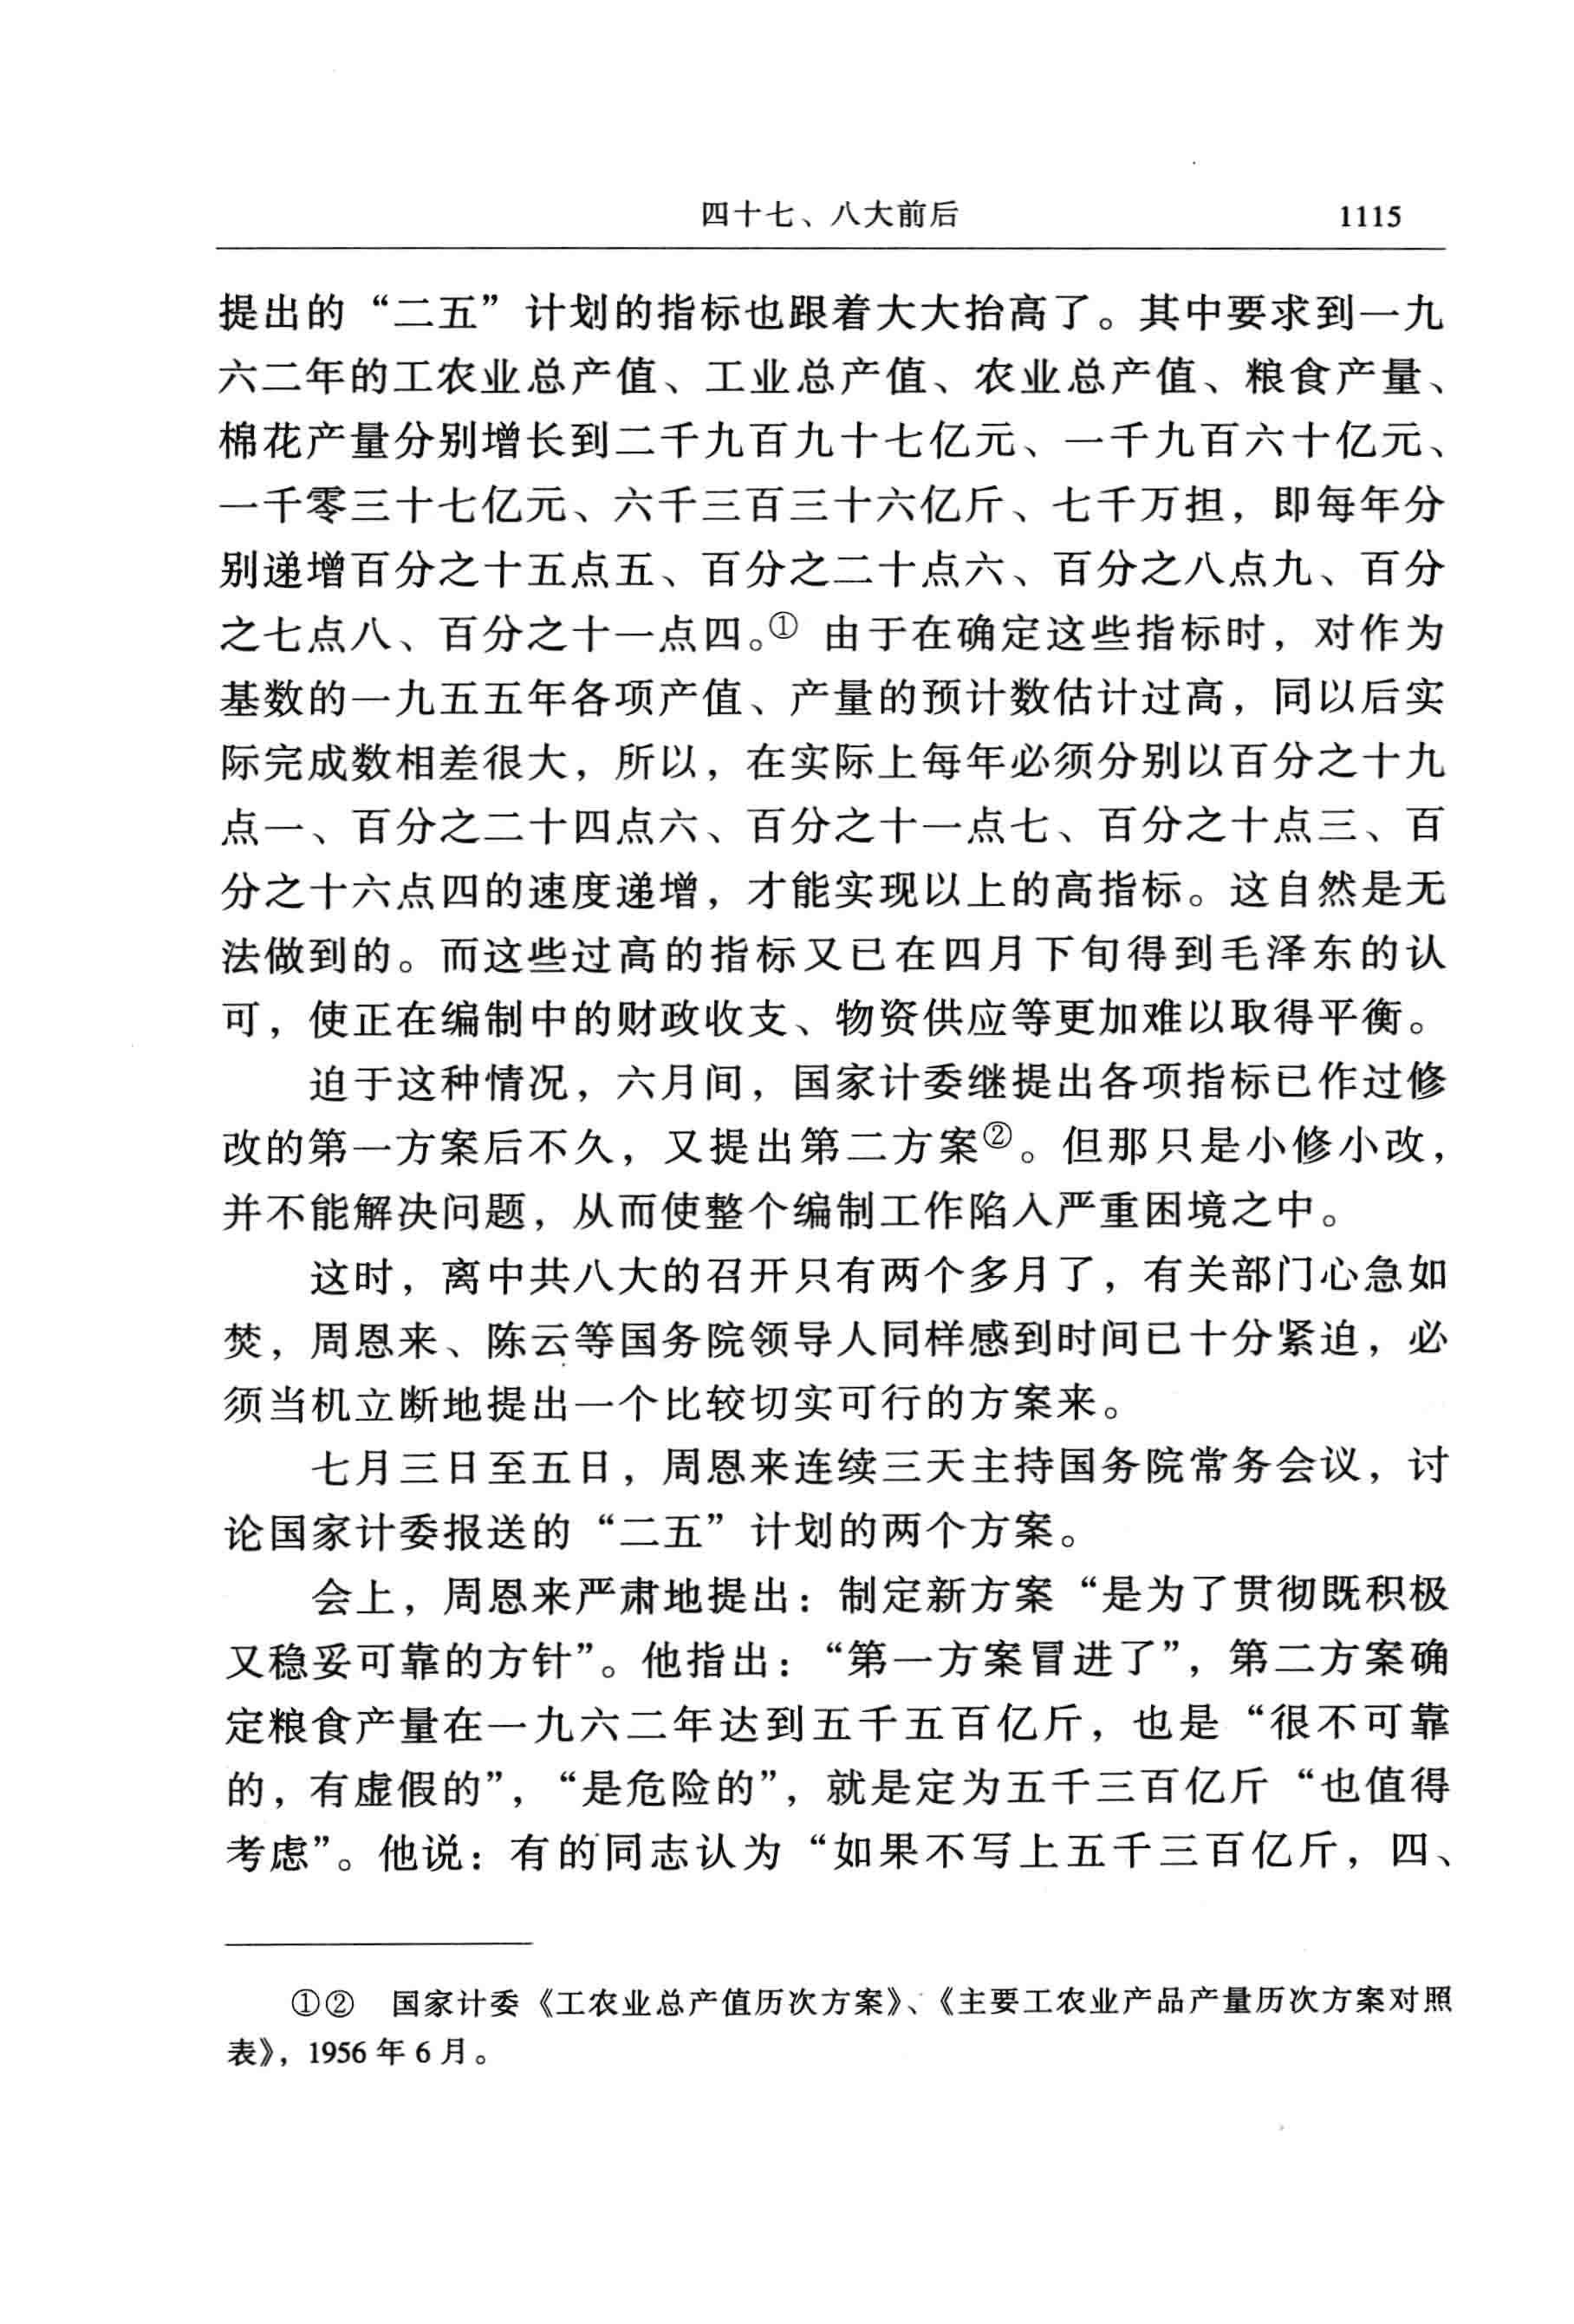 四十七、八大前后 1115
提出的“二五”计划的指标也跟着大大抬高了。其中要求到一九
六二年的工农业总产值、工业总产值、农业总产值、粮食产量、
棉花产量分别增长到二千九百九十七亿元、一千九百六十亿元、
一千零三十七亿元、六千三百三十六亿斤、七千万担，即每年分
别递增百分之十五点五、百分之二十点六、百分之八点九、百分
之七点八、百分之十一点四。① 由于在确定这些指标时，对作为
基数的一九五五年各项产值、产量的预计数估计过高，同以后实
际完成数相差很大，所以，在实际上每年必须分别以百分之十九
点一、百分之二十四点六、百分之十一点七、百分之十点三、百
分之十六点四的速度递增，才能实现以上的高指标。这自然是无
法做到的。而这些过高的指标又已在四月下旬得到毛泽东的认
可，使正在编制中的财政收支、物资供应等更加难以取得平衡。
迫于这种情况，六月间，国家计委继提出各项指标已作过修
改的第一方案后不久，又提出第二方案②。但那只是小修小改，
并不能解决问题，从而使整个编制工作陷入严重困境之中。
这时，离中共八大的召开只有两个多月了，有关部门心急如
焚，周恩来、陈云等国务院领导人同样感到时间已十分紧迫，必
须当机立断地提出一个比较切实可行的方案来。
七月三日至五日，周恩来连续三天主持国务院常务会议，讨
论国家计委报送的“二五”计划的两个方案。
会上，周恩来严肃地提出：制定新方案“是为了贯彻既积极
又稳妥可靠的方针”。他指出：“第一方案冒进了”，第二方案确
定粮食产量在一九六二年达到五千五百亿斤，也是“很不可靠
的，有虚假的”，“是危险的”，就是定为五千三百亿斤“也值得
考虑”。他说：有的同志认为“如果不写上五千三百亿斤，四、
①② 国家计委《工农业总产值历次方案》、《主要工农业产品产量历次方案对照
表》，1956 年 6 月。